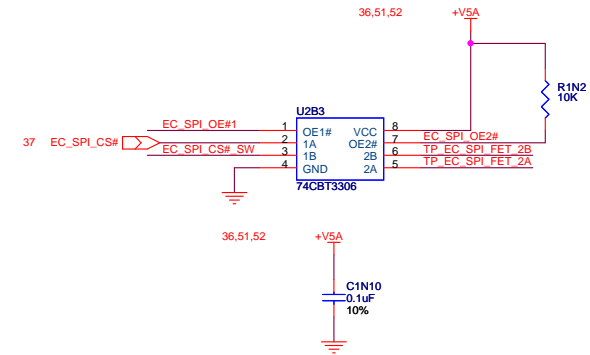 36,51,52 +V5A
R1N2
10K
U2B3
EC_SPI_OE#1 1 OE1# VCC 8
37 EC_SPI_CS# 2 1A OE2# 7 EC_SPI_OE2#
EC_SPI_CS#_SW 3 1B 2B 6 TP_EC_SPI_FET_2B
4 GND 2A 5 TP_EC_SPI_FET_2A
74CBT3306
36,51,52 +V5A
C1N10
0.1uF
10%